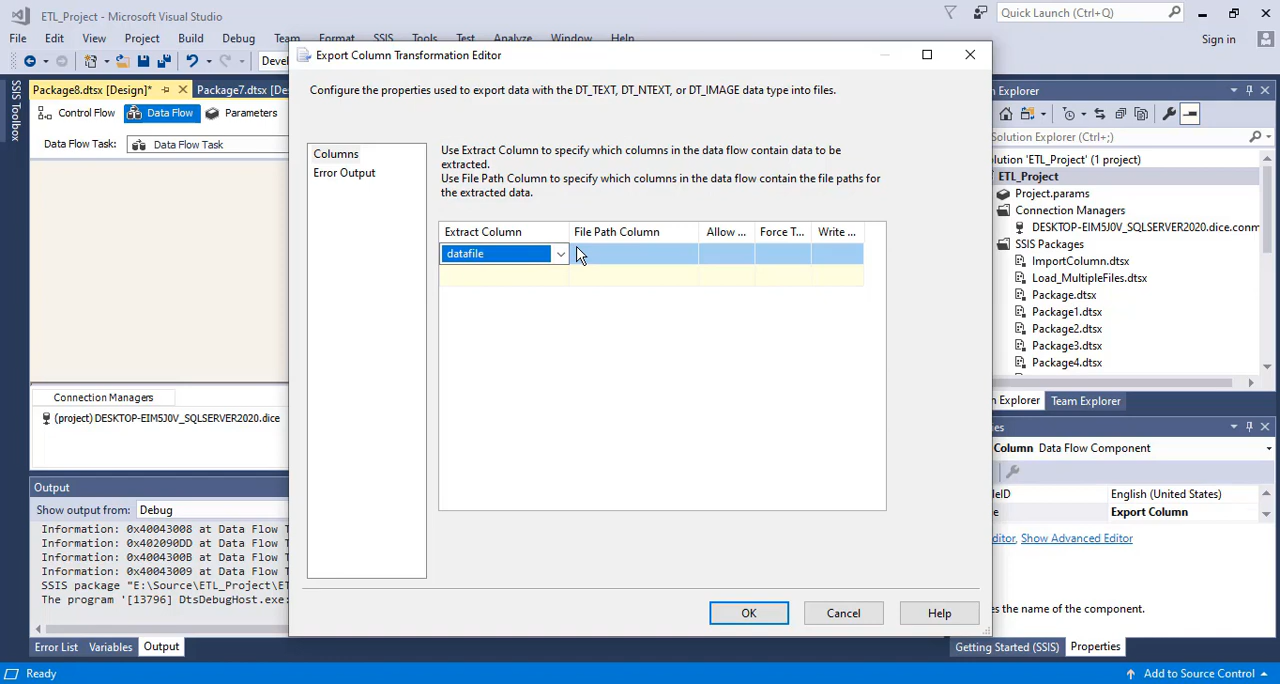 ETL_Project - Microsoft Visual Studio
Quick Launch (Ctrl+Q)
File Edit View Project Build Debug Team Format SSIS Tools Test Analyze Window Help
Sign in
Export Column Transformation Editor
Configure the properties used to export data with the DT_TEXT, DT_NTEXT, or DT_IMAGE data type into files.
SSIS Toolbox
Package8.dtsx [Design]* Package7.dtsx [De
Control Flow Data Flow Parameters
Data Flow Task: Data Flow Task
Columns
Error Output
Use Extract Column to specify which columns in the data flow contain data to be
extracted.
Use File Path Column to specify which columns in the data flow contain the file paths for
the extracted data.
Extract Column File Path Column Allow ... Force T... Write ...
datafile
OK Cancel Help
Connection Managers
(project) DESKTOP-EIM5J0V_SQLSERVER2020.dice
Output
Show output from: Debug
Information: 0x40043008 at Data Flow T
Information: 0x402090DD at Data Flow T
Information: 0x4004300B at Data Flow T
Information: 0x40043009 at Data Flow T
SSIS package "E:\Source\ETL_Project\ET
The program '[13796] DtsDebugHost.exe:
Error List Variables Output
Explorer
olution Explorer (Ctrl+;)
olution 'ETL_Project' (1 project)
ETL_Project
Project.params
Connection Managers
DESKTOP-EIM5J0V_SQLSERVER2020.dice.conm
SSIS Packages
ImportColumn.dtsx
Load_MultipleFiles.dtsx
Package.dtsx
Package1.dtsx
Package2.dtsx
Package3.dtsx
Package4.dtsx
n Explorer Team Explorer
es
Column Data Flow Component
leID English (United States)
e Export Column
ditor, Show Advanced Editor
es the name of the component.
Getting Started (SSIS) Properties
Ready
Add to Source Control